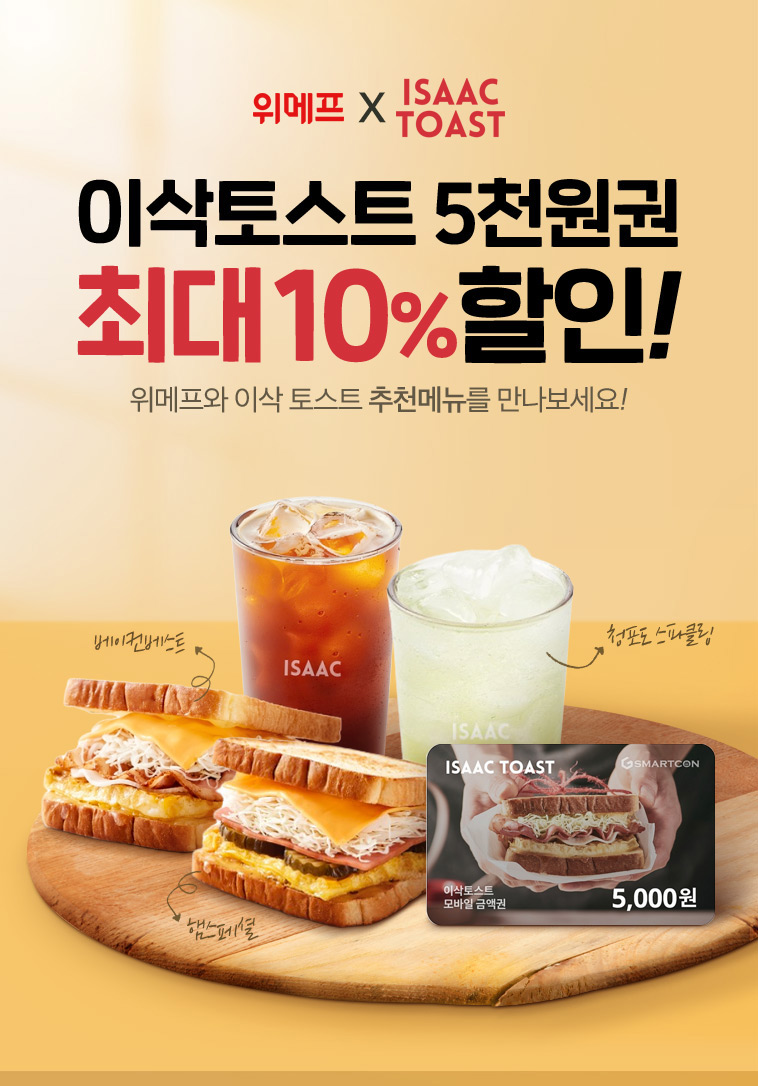 위메프 X ISAAC TOAST
이삭토스트 5천원권
최대 10% 할인!
위메프와 이삭 토스트 추천메뉴를 만나보세요!
베이컨베스트
청포도 스파클링
ISAAC
ISAAC
ISAAC TOAST
SMARTCON
이삭토스트
모바일 금액권
5,000원
햄스페셜